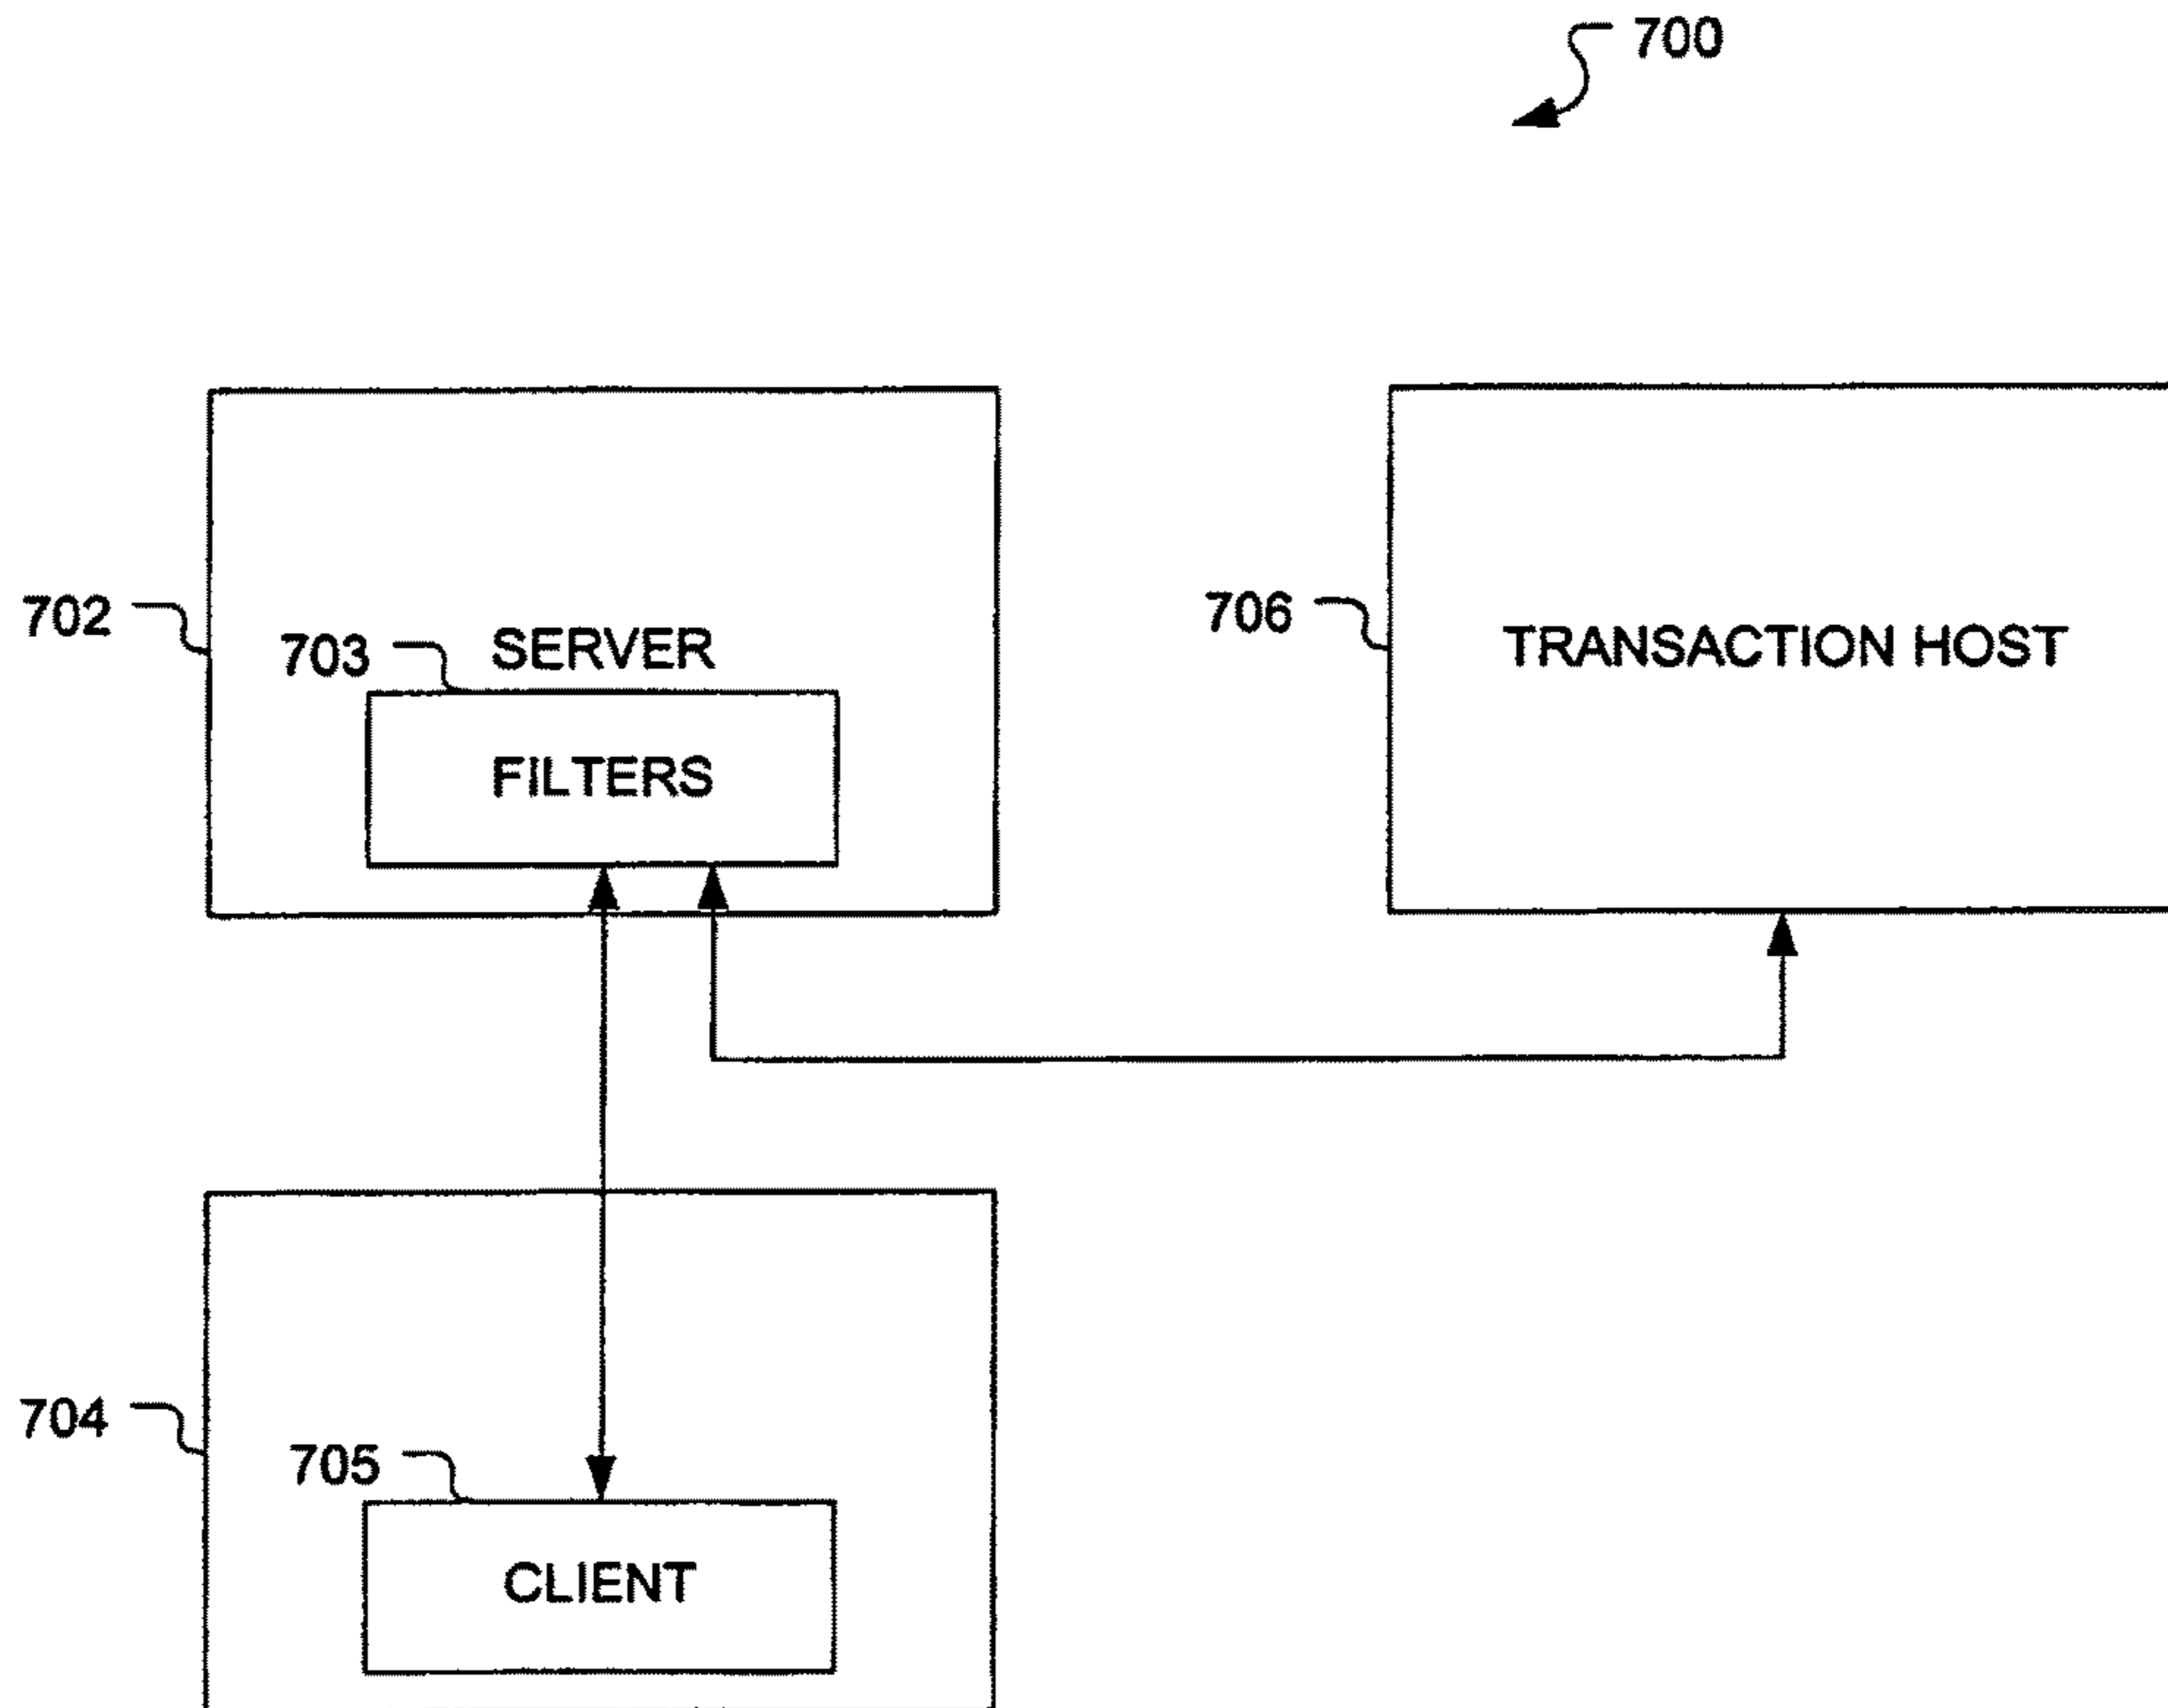 700
702
703
SERVER
FILTERS
706
TRANSACTION HOST
704
705
CLIENT